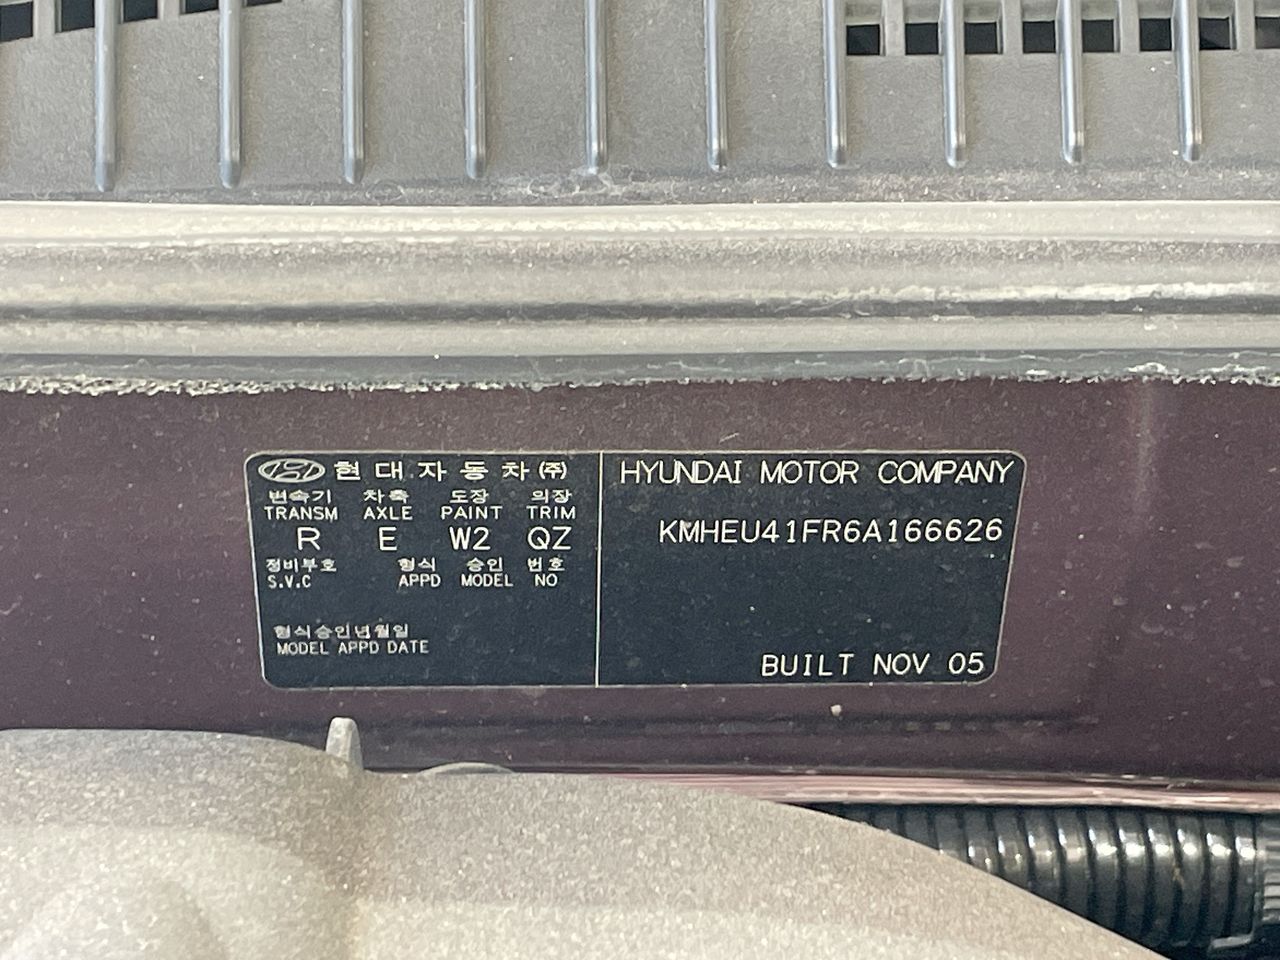 현대자동차(주)
변속기 차축 도장 의장
TRANSM AXLE PAINT TRIM
R E W2 QZ
정비부호 형식 승인 번호
S.V.C APPD MODEL NO
형식승인년월일
MODEL APPD DATE
HYUNDAI MOTOR COMPANY
KMHEU41FR6A166626
BUILT NOV 05